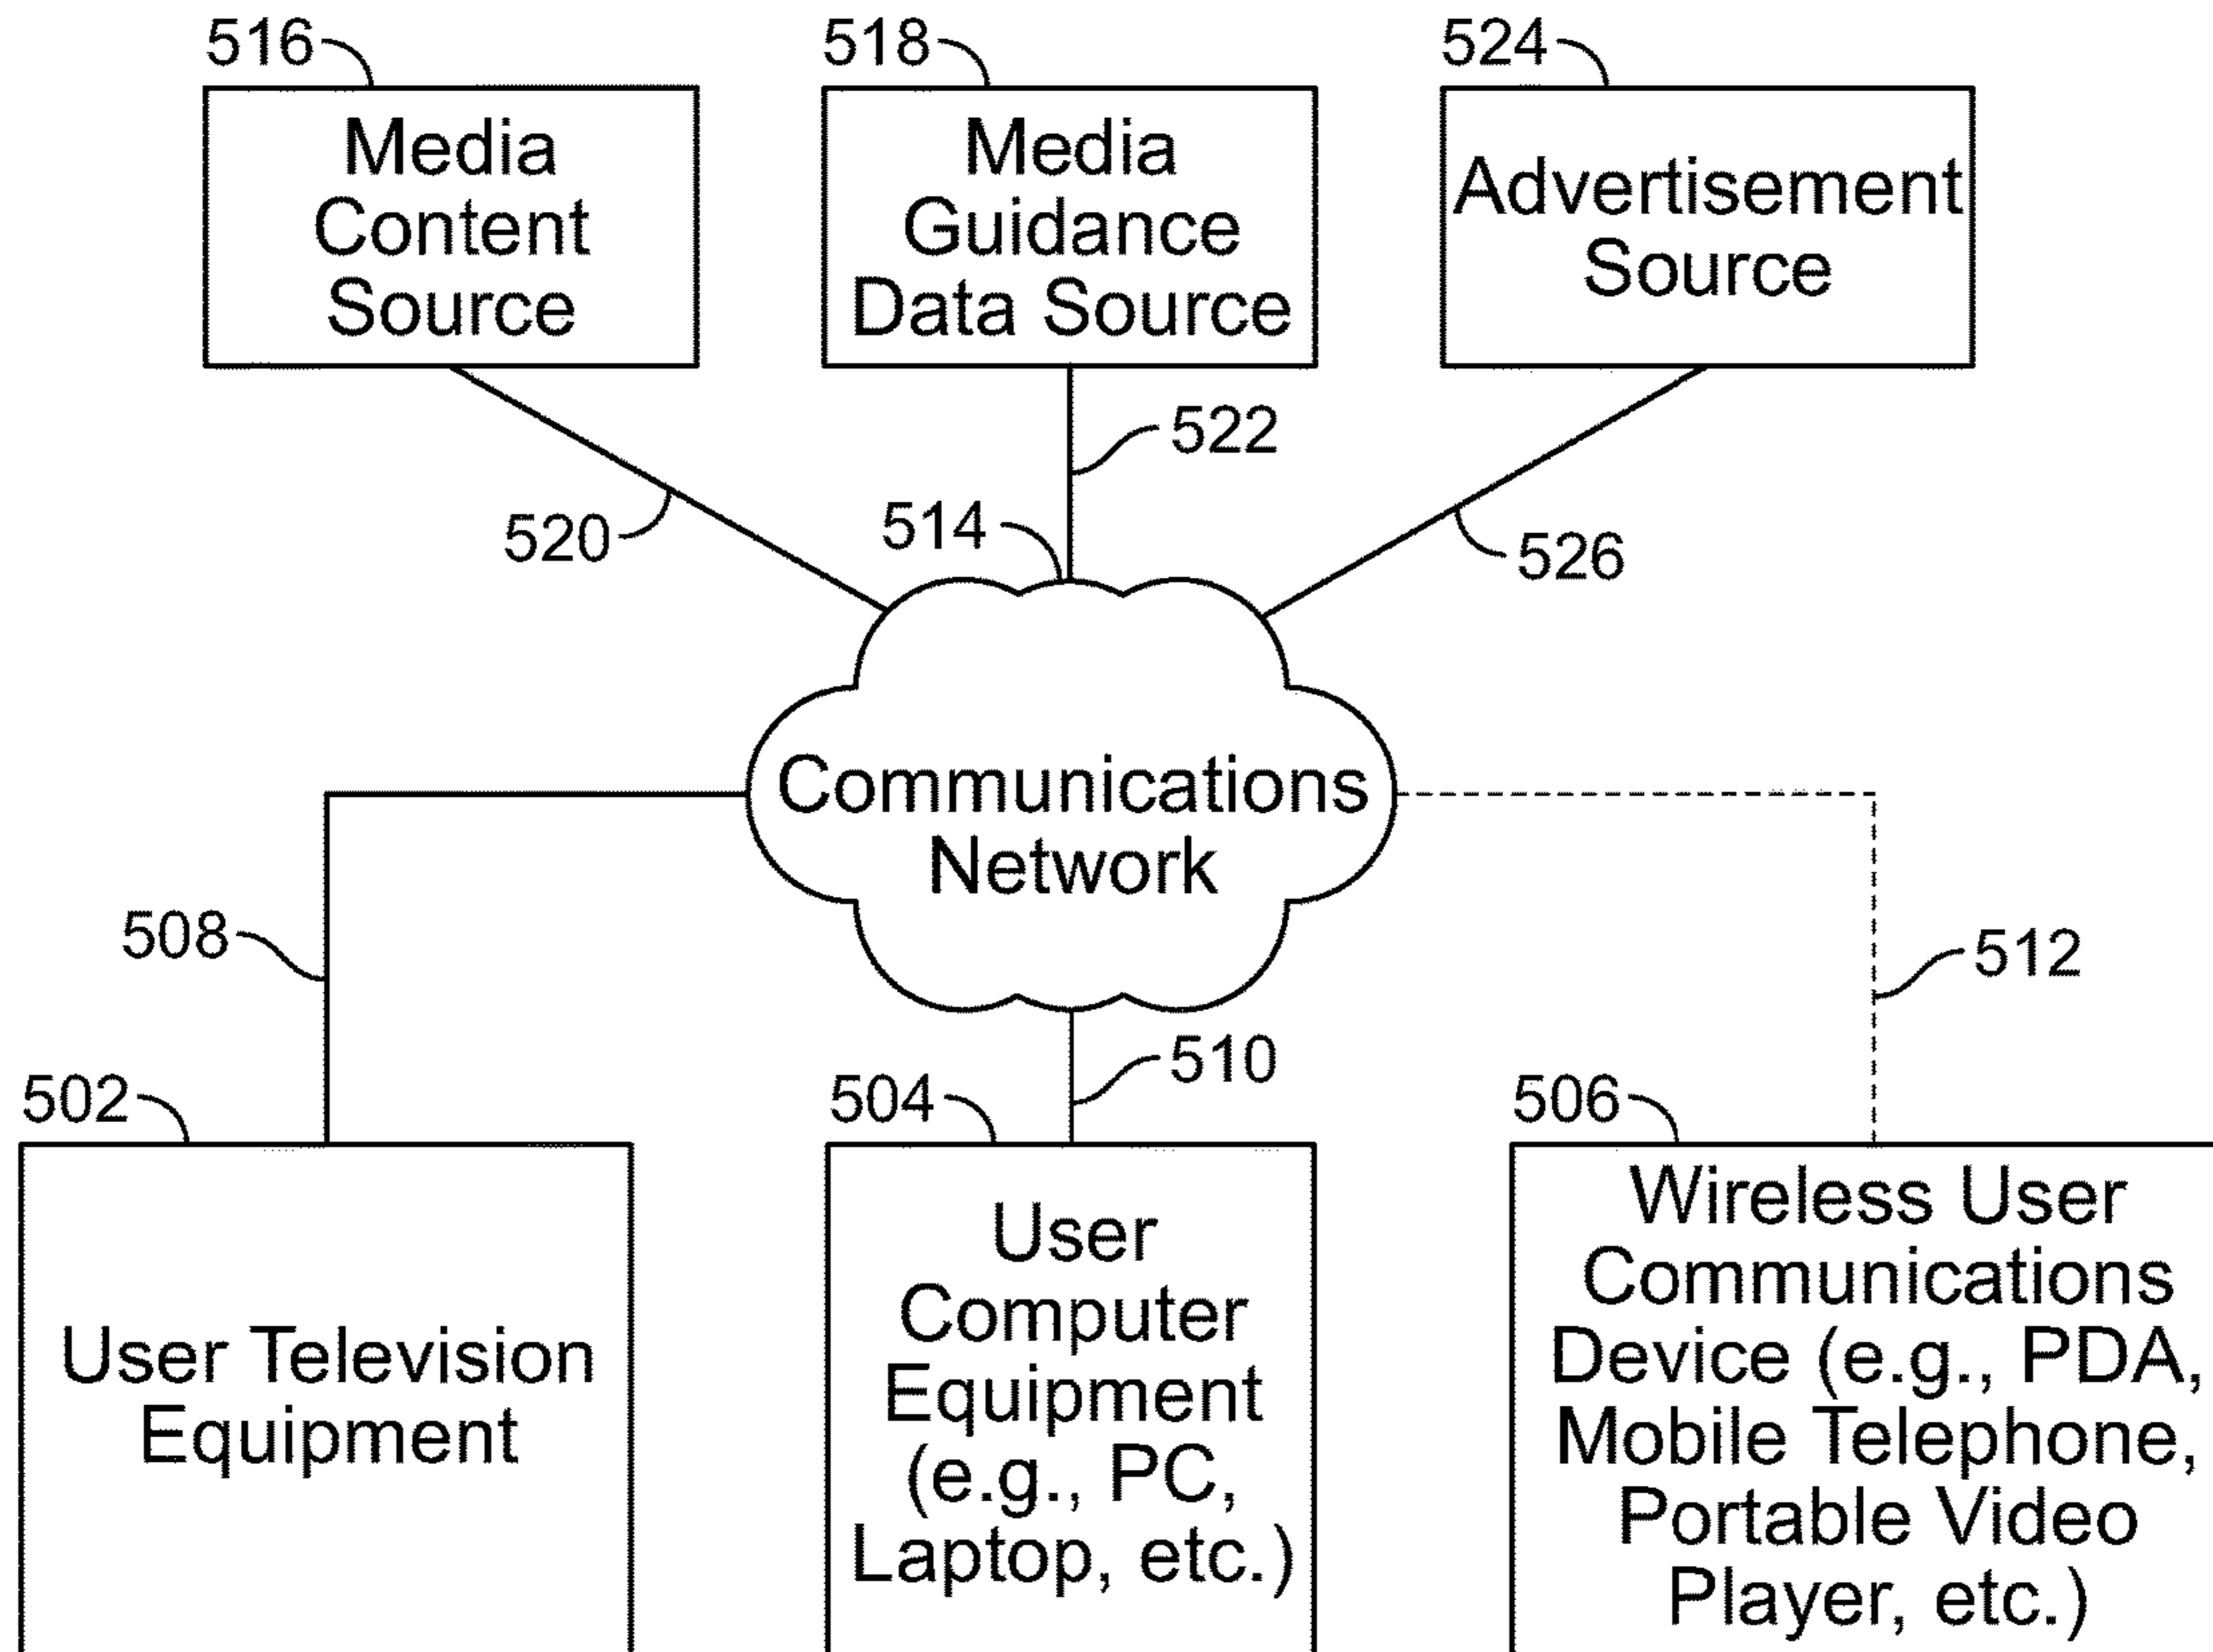 516
518
524
Media
Content
Source
Media
Guidance
Data Source
Advertisement
Source
522
520
514
526
Communications
Network
508
512
510
502
504
506
User Television
Equipment
User
Computer
Equipment
(e.g., PC,
Laptop, etc.)
Wireless User
Communications
Device (e.g., PDA,
Mobile Telephone,
Portable Video
Player, etc.)